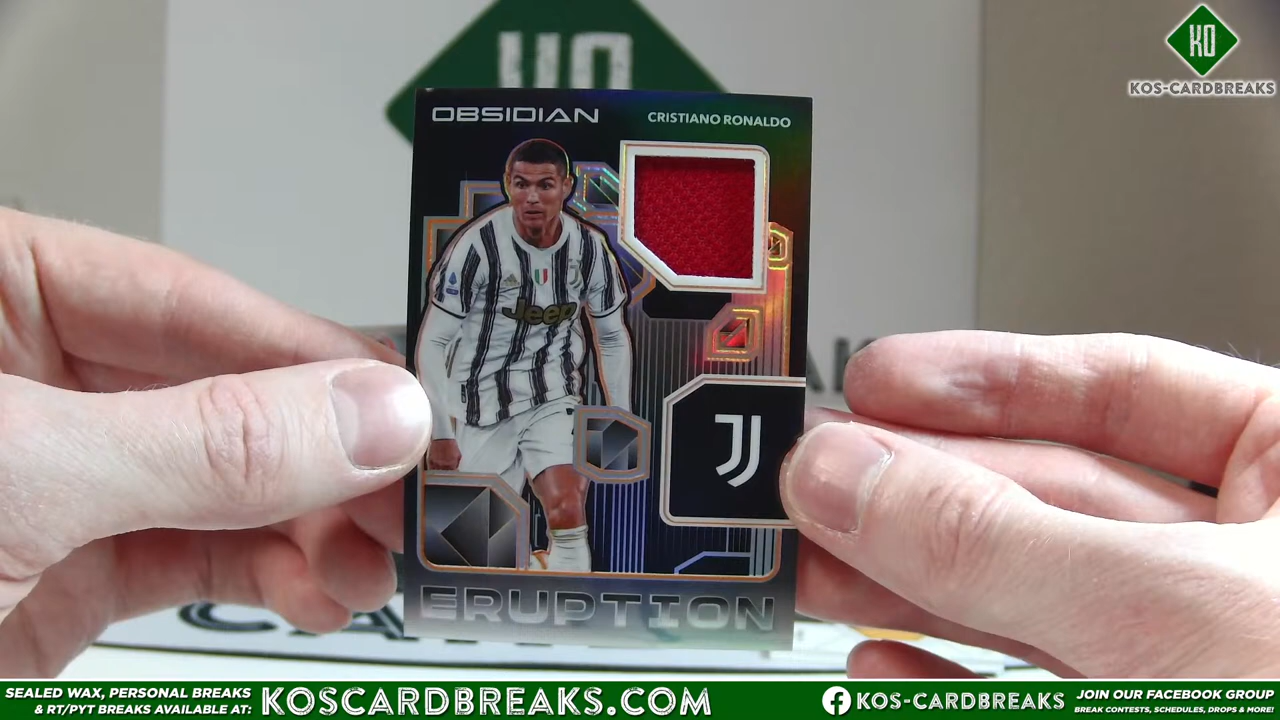 KO
KO
KOS-CARDBREAKS
OBSIDIAN
CRISTIANO RONALDO
Jeep
ERUPTION
SEALED WAX, PERSONAL BREAKS
& RT/PYT BREAKS AVAILABLE AT:
KOSCARDBREAKS.COM
KOS-CARDBREAKS
JOIN OUR FACEBOOK GROUP
BREAK CONTESTS, SCHEDULES, DROPS & MORE!